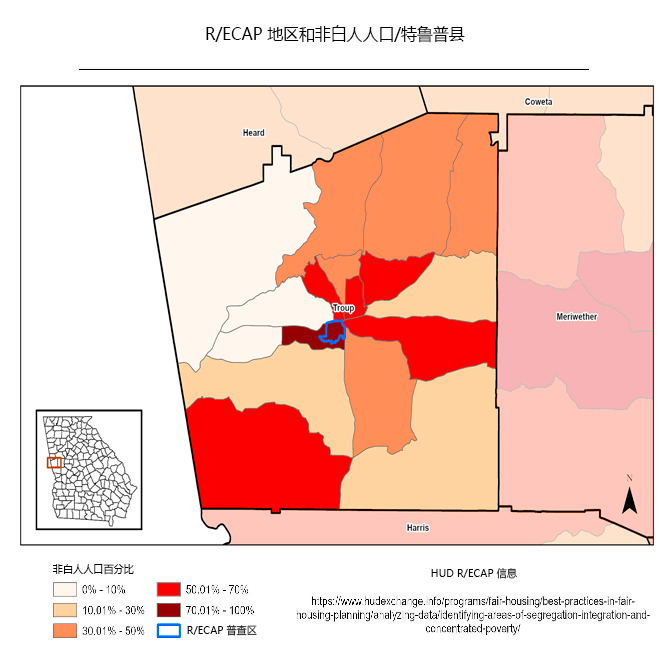 R/ECAP 地区和非白人人口/特鲁普县
Coweta
Heard
Troup
Meriwether
N
Harris
非白人人口百分比
0% - 10%
50.01% - 70%
10.01% - 30%
70.01% - 100%
30.01% - 50%
R/ECAP 普查区
HUD R/ECAP 信息
https://www.hudexchange.info/programs/fair-housing/best-practices-in-fair-
housing-planning/analyzing-data/identifying-areas-of-segregation-integration-and-
concentrated-poverty/